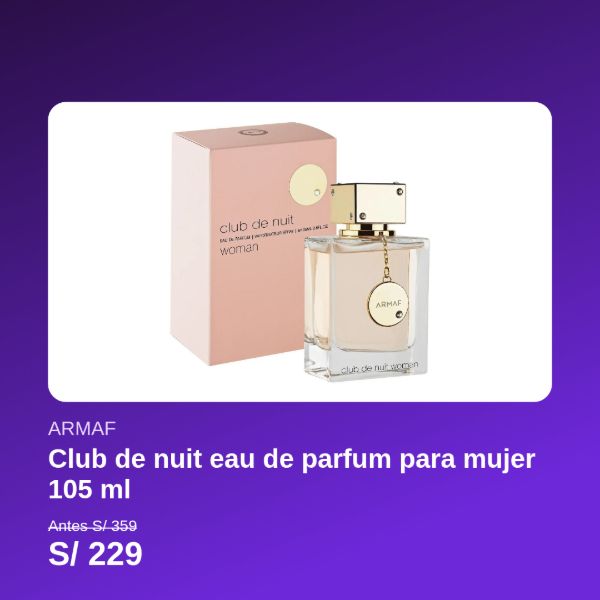 club de nuit
woman
ARMAF
club de nuit woman
ARMAF
Club de nuit eau de parfum para mujer
105 ml
Antes S/ 359
S/ 229